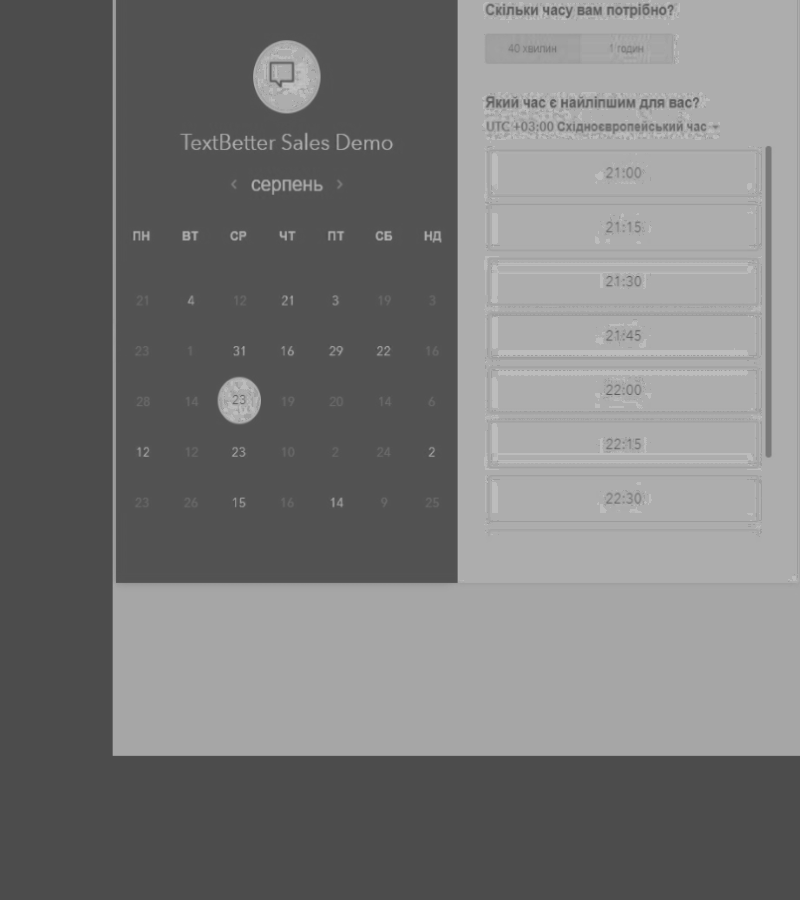 TextBetter Sales Demo
‹ серпень ›
ПН ВТ СР ЧТ ПТ СБ НД
21 4 12 21 3 19 3
23 1 31 16 29 22 16
28 14 23 19 20 14 6
12 12 23 10 2 24 2
23 26 15 16 14 9 25
Скільки часу вам потрібно?
40 хвилин 1 годин
Який час є найліпшим для вас?
UTC +03:00 Східноєвропейський час
21:00
21:15
21:30
21:45
22:00
22:15
22:30